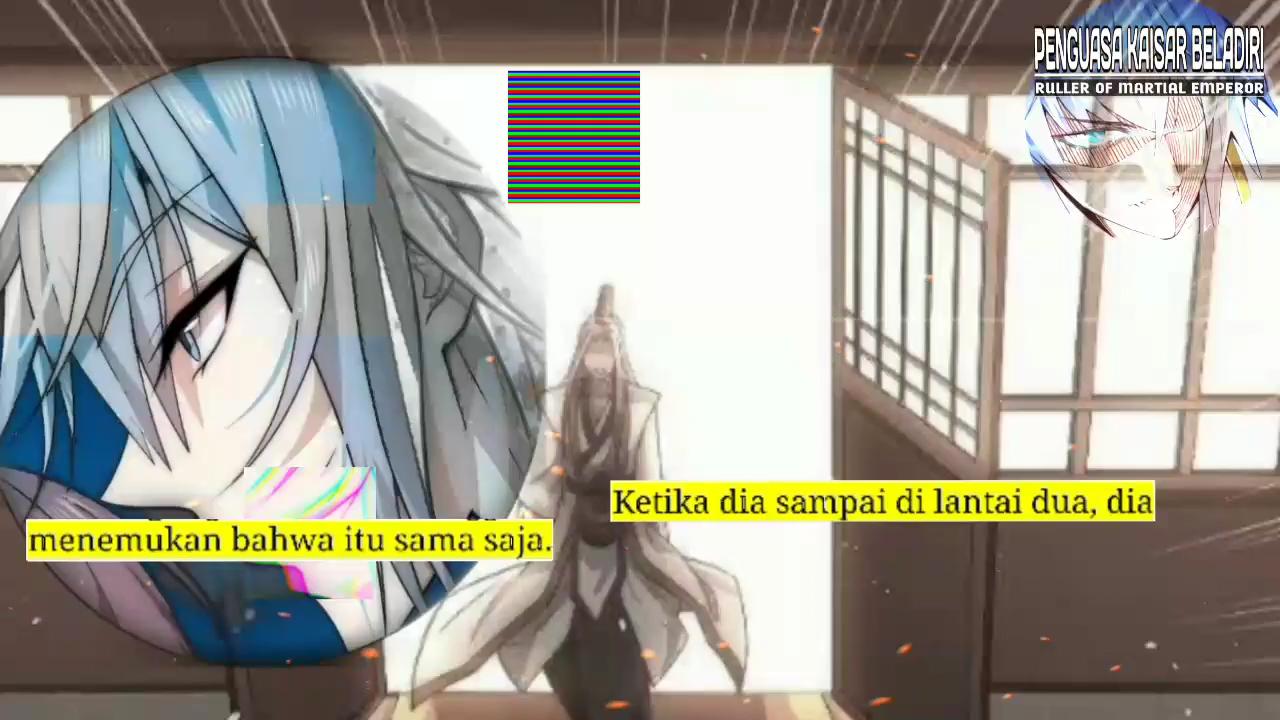 PENGUASA KAISAR BELADIRI
RULLER OF MARTIAL EMPEROR
Ketika dia sampai di lantai dua, dia
menemukan bahwa itu sama saja.